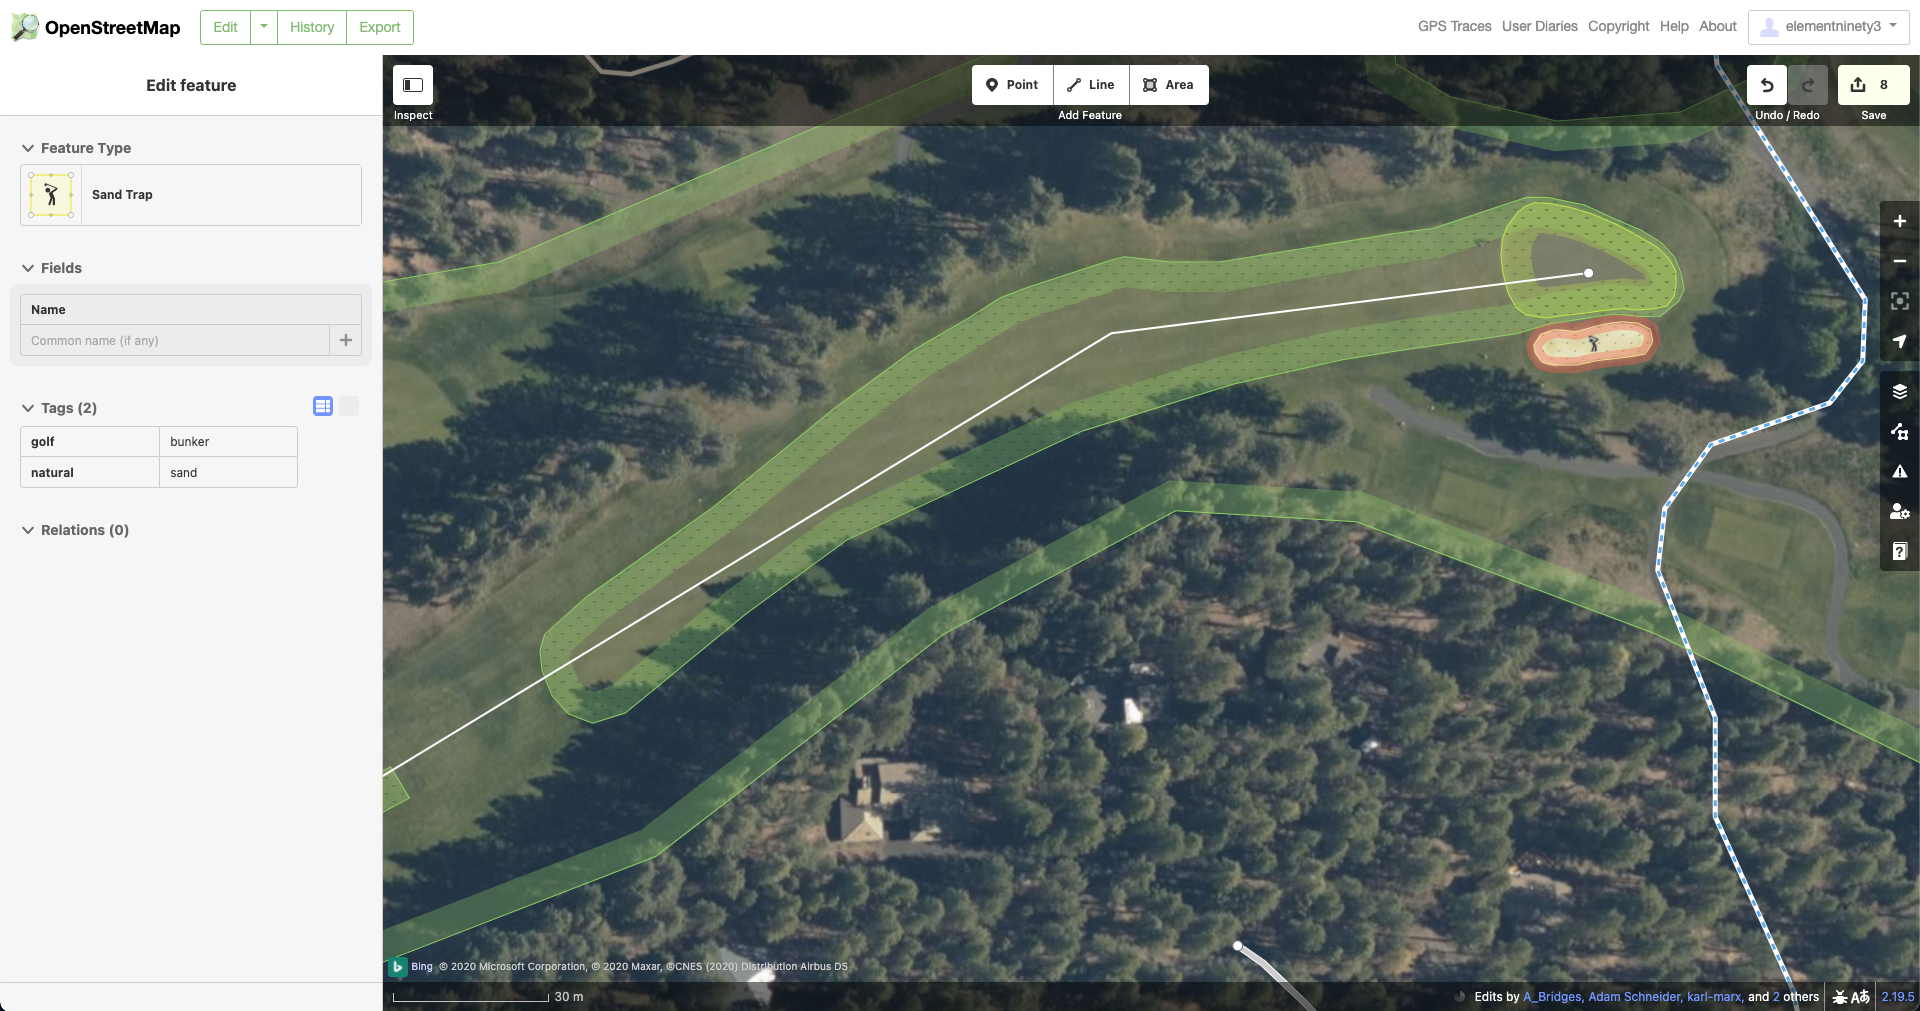 OpenStreetMap
Edit
History
Export
GPS Traces
User Diaries
Copyright
Help
About
elementninety3
Edit feature
Inspect
Point
Line
Area
Add Feature
Undo / Redo
8
Save
Feature Type
Sand Trap
Fields
Name
Common name (if any)
Tags (2)
golf bunker
natural sand
Relations (0)
b Bing © 2020 Microsoft Corporation, © 2020 Maxar, ©CNES (2020) Distribution Airbus DS
30 m
Edits by A_Bridges, Adam Schneider, karl-marx, and 2 others
Aあ
2.19.5